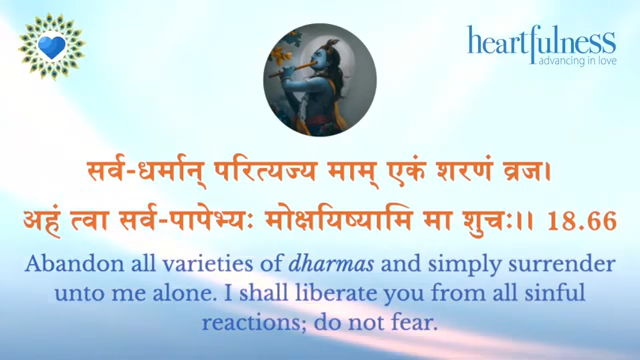 heartfulness
advancing in love
सर्व-धर्मान् परित्यज्य माम् एकं शरणं व्रज।
अहं त्वा सर्व-पापेभ्यः मोक्षयिष्यामि मा शुचः।। 18.66
Abandon all varieties of dharmas and simply surrender
unto me alone. I shall liberate you from all sinful
reactions; do not fear.